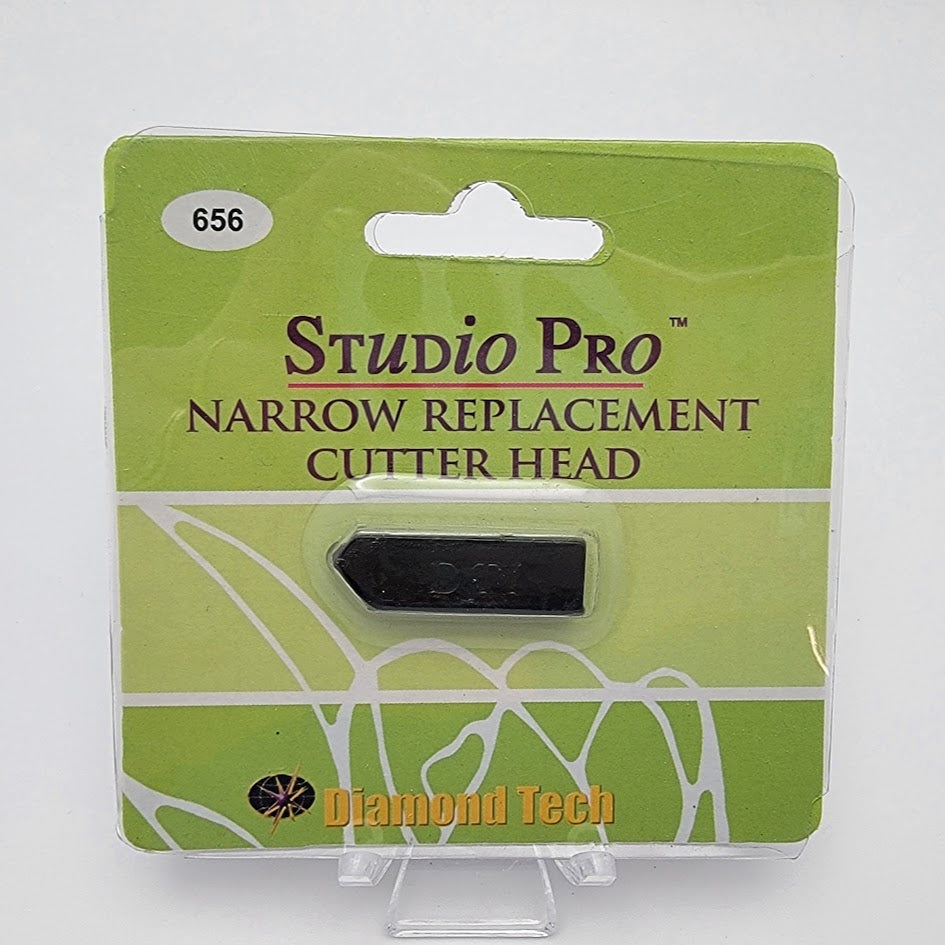 656
STUDiO PRO™
NARROW REPLACEMENT
CUTTER HEAD
Diamond Tech